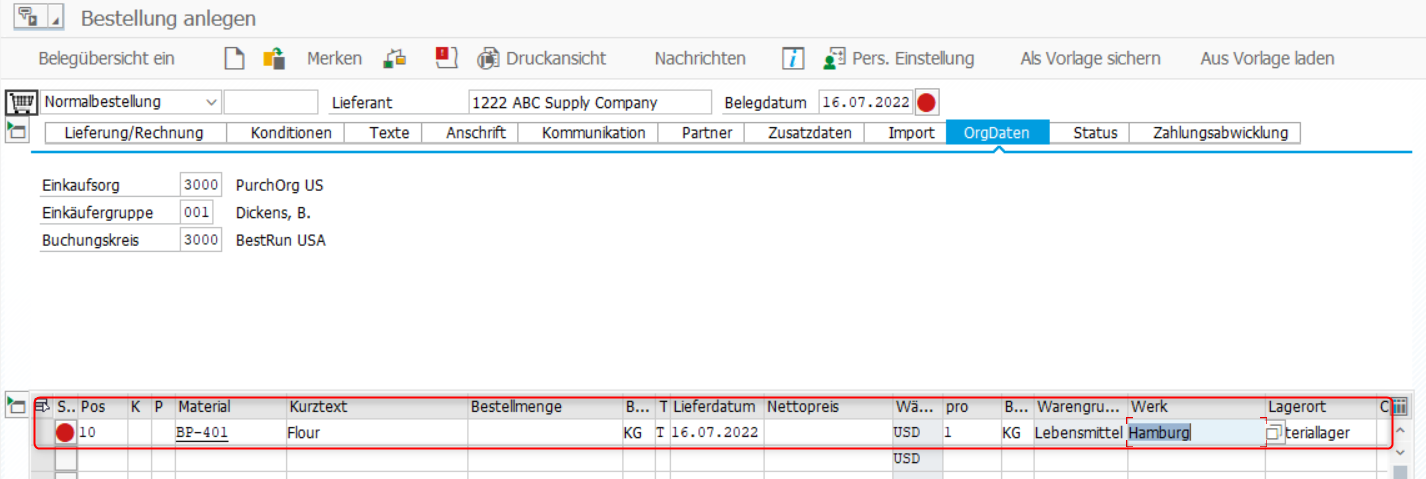 Bestellung anlegen
Belegübersicht ein Merken Druckansicht Nachrichten Pers. Einstellung Als Vorlage sichern Aus Vorlage laden
Normalbestellung Lieferant 1222 ABC Supply Company Belegdatum 16.07.2022
Lieferung/Rechnung Konditionen Texte Anschrift Kommunikation Partner Zusatzdaten Import OrgDaten Status Zahlungsabwicklung
Einkaufsorg 3000 PurchOrg US
Einkäufergruppe 001 Dickens, B.
Buchungskreis 3000 BestRun USA
S.. Pos K P Material Kurztext Bestellmenge B... T Lieferdatum Nettopreis Wä... pro B... Warengru... Werk Lagerort C
10 BP-401 Flour KG T 16.07.2022 USD 1 KG Lebensmittel Hamburg teriallager
USD